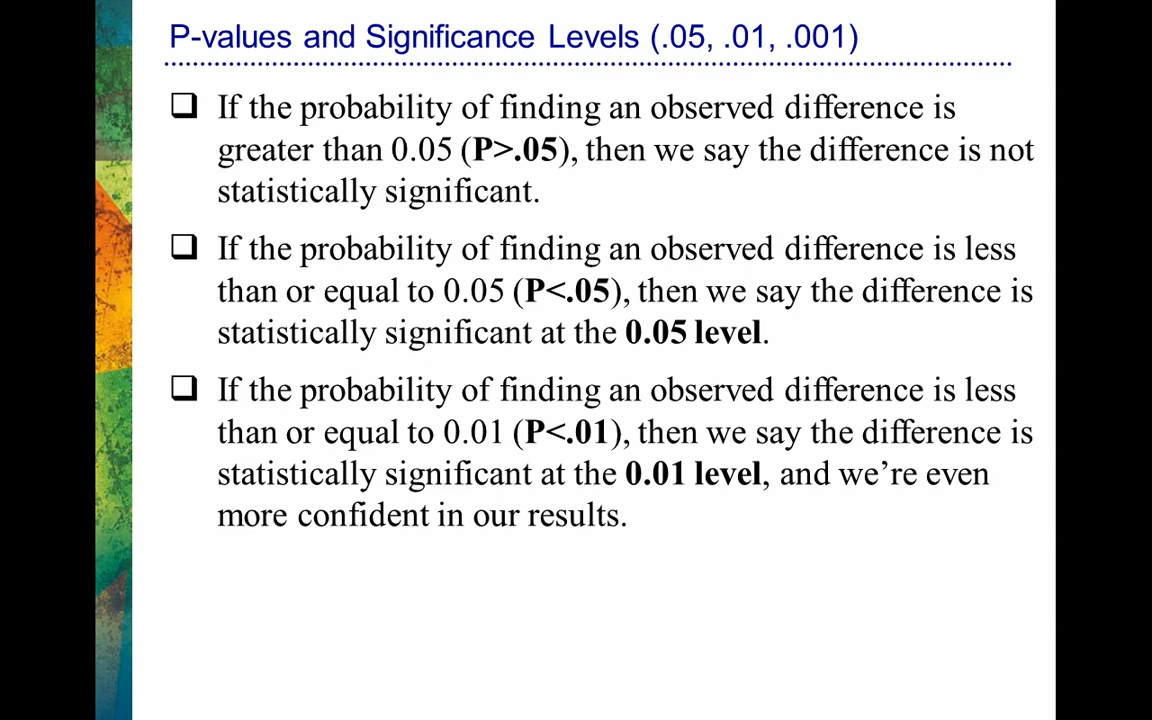 P-values and Significance Levels (.05, .01, .001)
If the probability of finding an observed difference is
greater than 0.05 (P>.05), then we say the difference is not
statistically significant.
If the probability of finding an observed difference is less
than or equal to 0.05 (P<.05), then we say the difference is
statistically significant at the 0.05 level.
If the probability of finding an observed difference is less
than or equal to 0.01 (P<.01), then we say the difference is
statistically significant at the 0.01 level, and we’re even
more confident in our results.